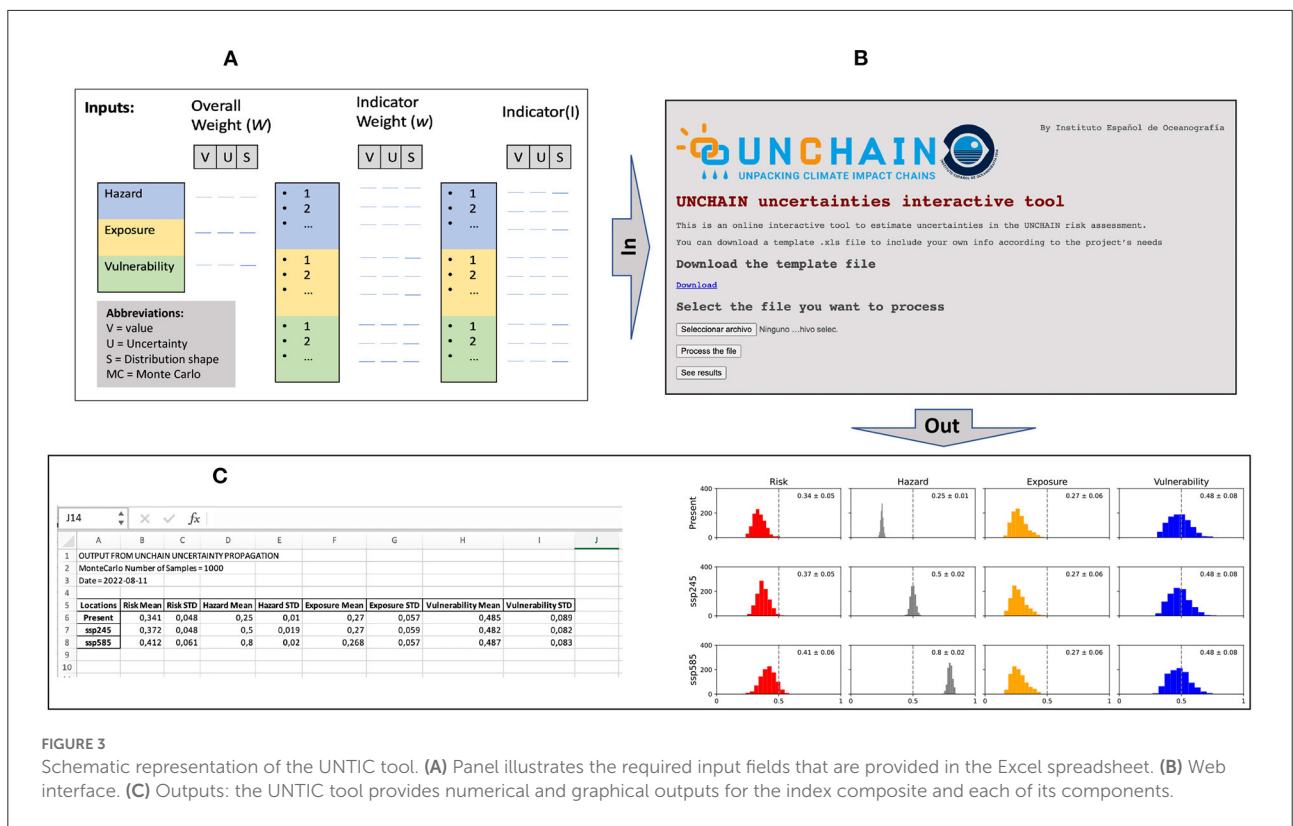 A
Inputs:
Overall
Weight (W)
Indicator
Weight (w)
Indicator(I)
V U S
V U S
V U S
Hazard
Exposure
Vulnerability
• 1
• 2
• ...
• 1
• 2
• ...
• 1
• 2
• ...
• 1
• 2
• ...
• 1
• 2
• ...
• 1
• 2
• ...
Abbreviations:
V = value
U = Uncertainty
S = Distribution shape
MC = Monte Carlo
In
B
By Instituto Español de Oceanografía
UNCHAIN
UNPACKING CLIMATE IMPACT CHAINS
UNCHAIN uncertainties interactive tool
This is an online interactive tool to estimate uncertainties in the UNCHAIN risk assessment.
You can download a template .xls file to include your own info according to the project's needs
Download the template file
Download
Select the file you want to process
Seleccionar archivo Ninguno ...hivo selec.
Process the file
See results
Out
C
J14 fx
A B C D E F G H I J
1 OUTPUT FROM UNCHAIN UNCERTAINTY PROPAGATION
2 MonteCarlo Number of Samples = 1000
3 Date = 2022-08-11
4
5 Locations Risk Mean Risk STD Hazard Mean Hazard STD Exposure Mean Exposure STD Vulnerability Mean Vulnerability STD
6 Present 0,341 0,048 0,25 0,01 0,27 0,057 0,485 0,089
7 ssp245 0,372 0,048 0,5 0,019 0,27 0,059 0,482 0,082
8 ssp585 0,412 0,061 0,8 0,02 0,268 0,057 0,487 0,083
9
10
Risk Hazard Exposure Vulnerability
Present
400
200
0
0.34 ± 0.05 0.25 ± 0.01 0.27 ± 0.06 0.48 ± 0.08
ssp245
400
200
0
0.37 ± 0.05 0.5 ± 0.02 0.27 ± 0.06 0.48 ± 0.08
ssp585
400
200
0
0.41 ± 0.06 0.8 ± 0.02 0.27 ± 0.06 0.48 ± 0.08
0 0.5 1 0 0.5 1 0 0.5 1 0 0.5 1
FIGURE 3
Schematic representation of the UNTIC tool. (A) Panel illustrates the required input fields that are provided in the Excel spreadsheet. (B) Web
interface. (C) Outputs: the UNTIC tool provides numerical and graphical outputs for the index composite and each of its components.